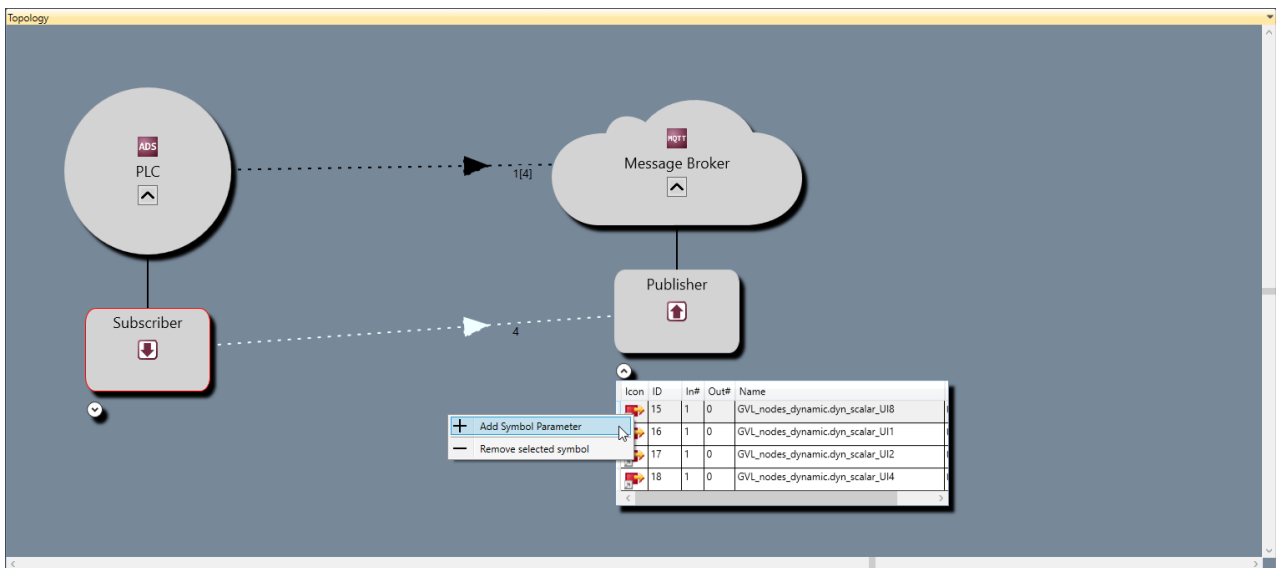 Topology
ADS
PLC
MQTT
Message Broker
1[4]
Publisher
Subscriber
4
Icon ID In# Out# Name
15 1 0 GVL_nodes_dynamic.dyn_scalar_UI8
16 1 0 GVL_nodes_dynamic.dyn_scalar_UI1
17 1 0 GVL_nodes_dynamic.dyn_scalar_UI2
18 1 0 GVL_nodes_dynamic.dyn_scalar_UI4
Add Symbol Parameter
Remove selected symbol